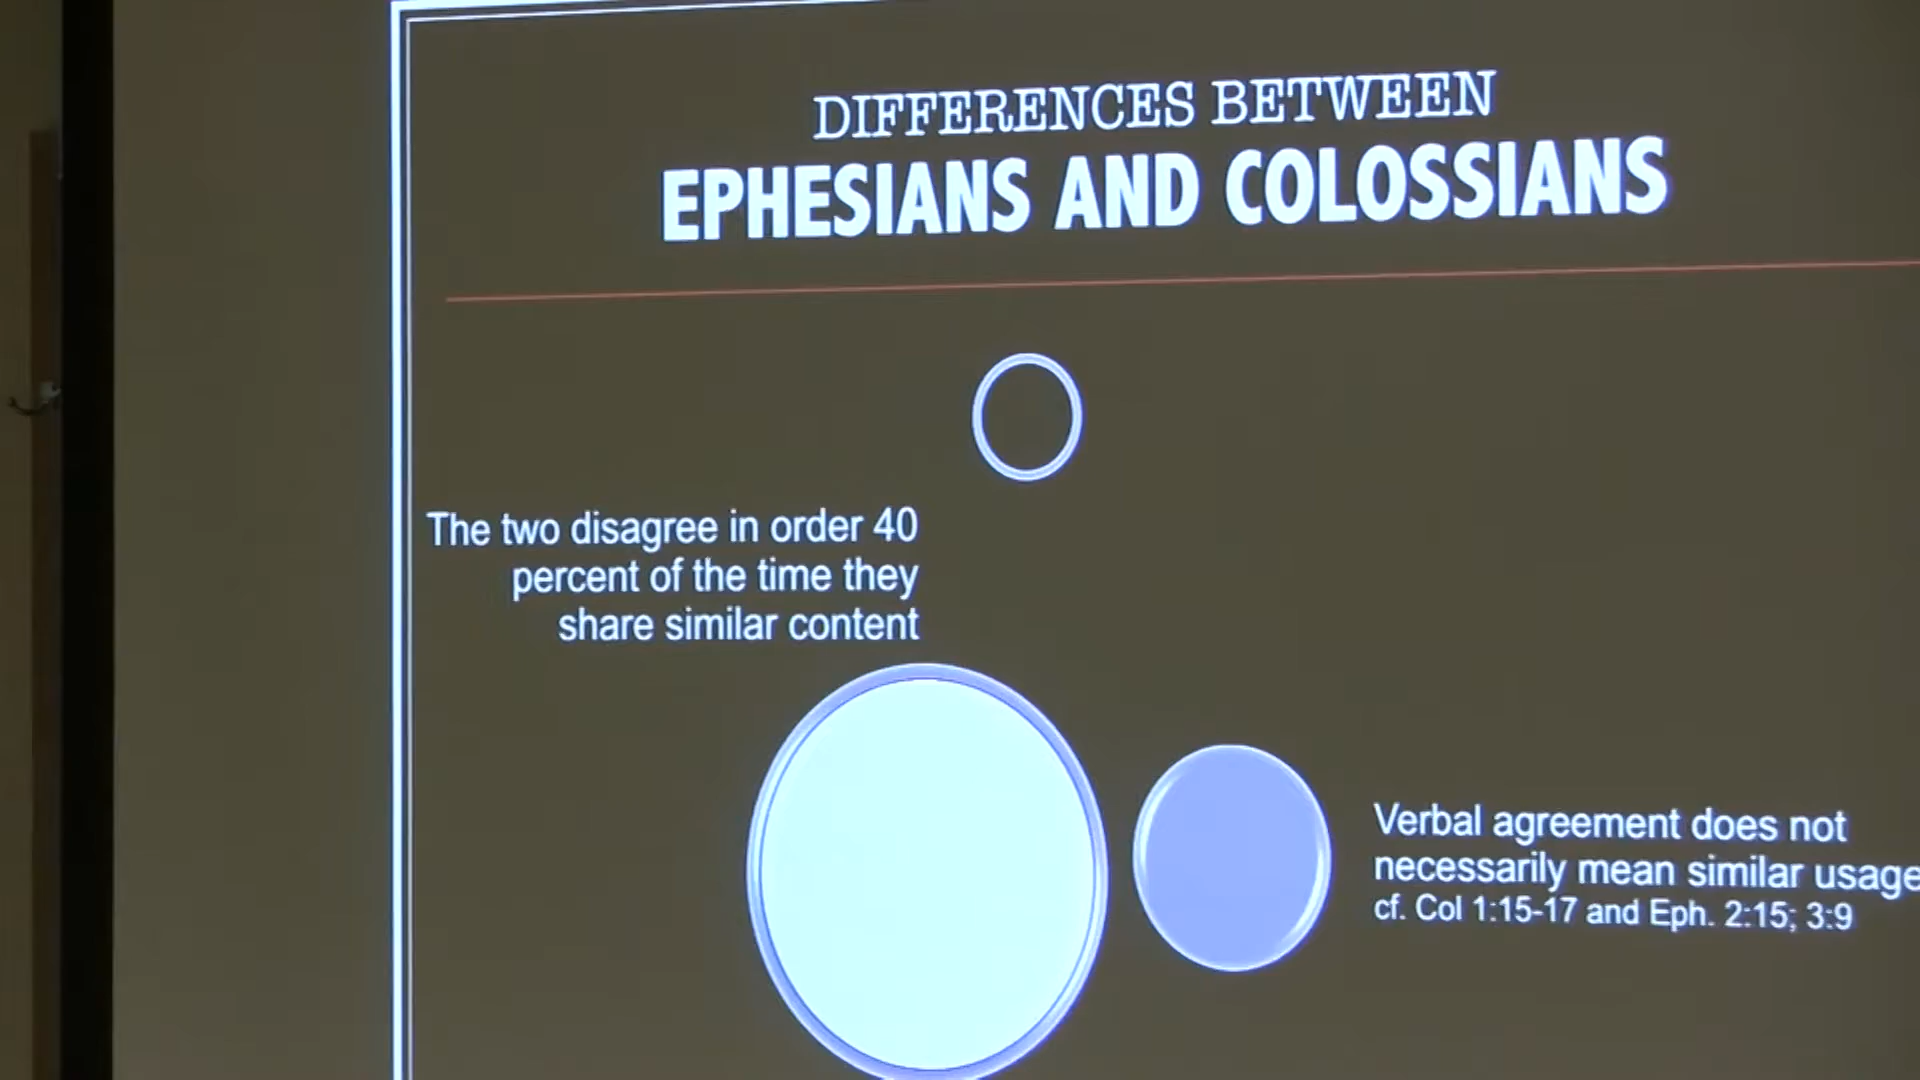 DIFFERENCES BETWEEN
EPHESIANS AND COLOSSIANS
The two disagree in order 40
percent of the time they
share similar content
Verbal agreement does not
necessarily mean similar usage
cf. Col 1:15-17 and Eph. 2:15; 3:9